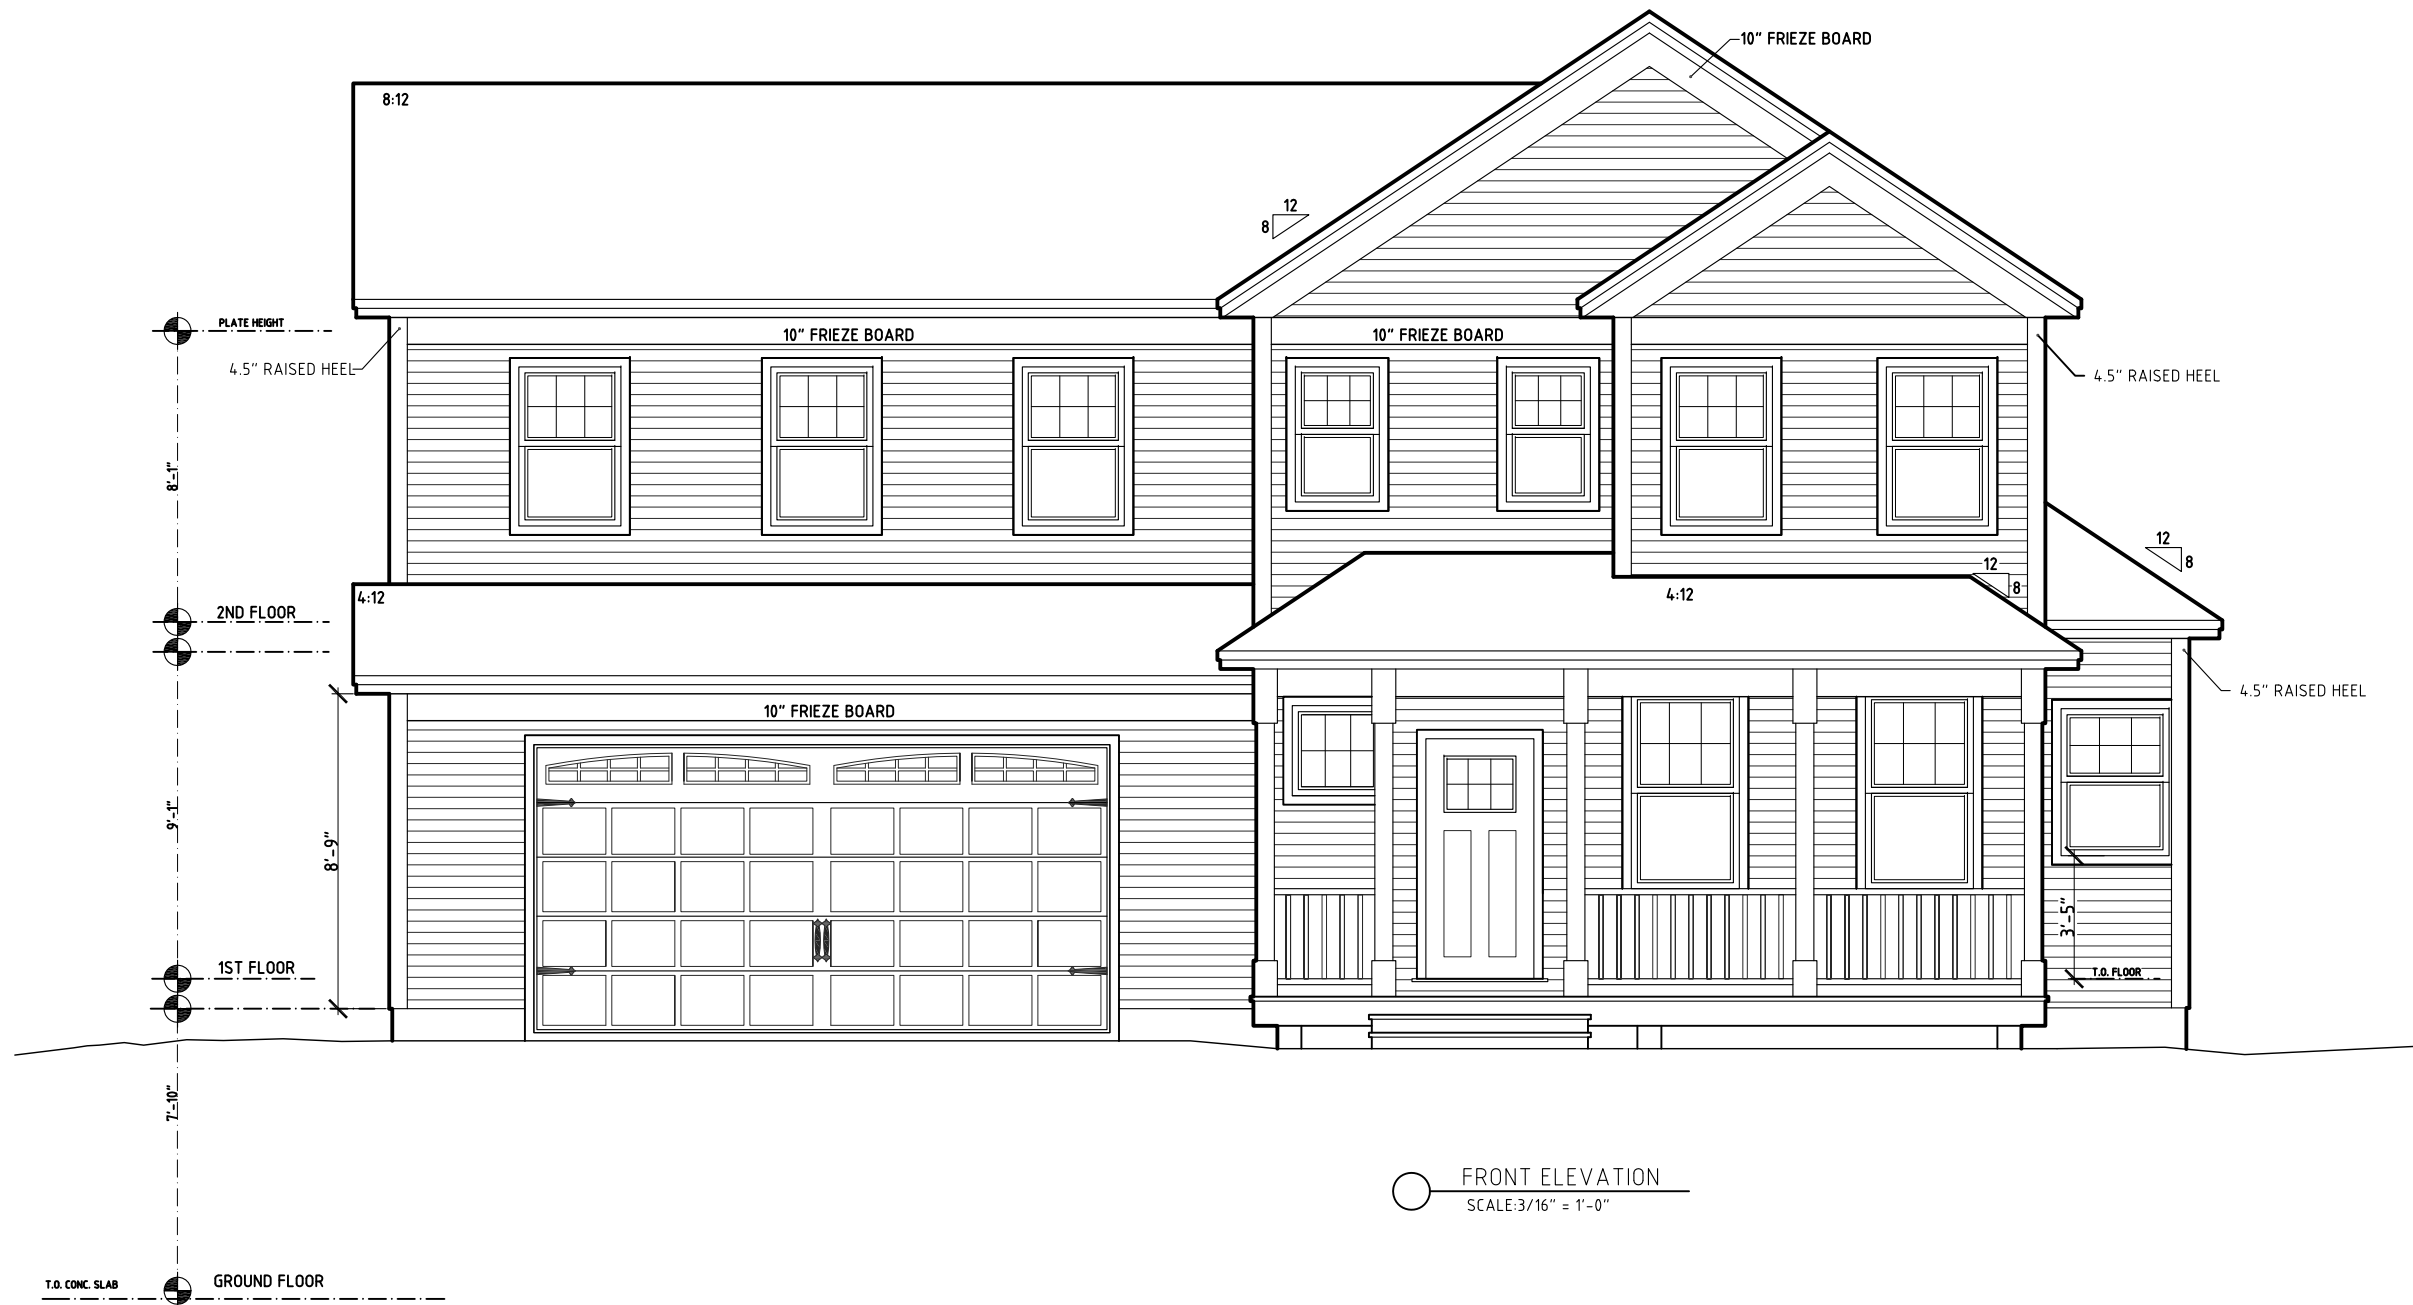 10" FRIEZE BOARD
8:12
12
8
PLATE HEIGHT
10" FRIEZE BOARD
10" FRIEZE BOARD
4.5" RAISED HEEL
4.5" RAISED HEEL
8'-1"
12
8
12
8
4:12
4:12
2ND FLOOR
4.5" RAISED HEEL
10" FRIEZE BOARD
9'-1"
8'-9"
3'-5"
1ST FLOOR
T.O. FLOOR
7'-10"
FRONT ELEVATION
SCALE:3/16" = 1'-0"
T.O. CONC. SLAB
GROUND FLOOR